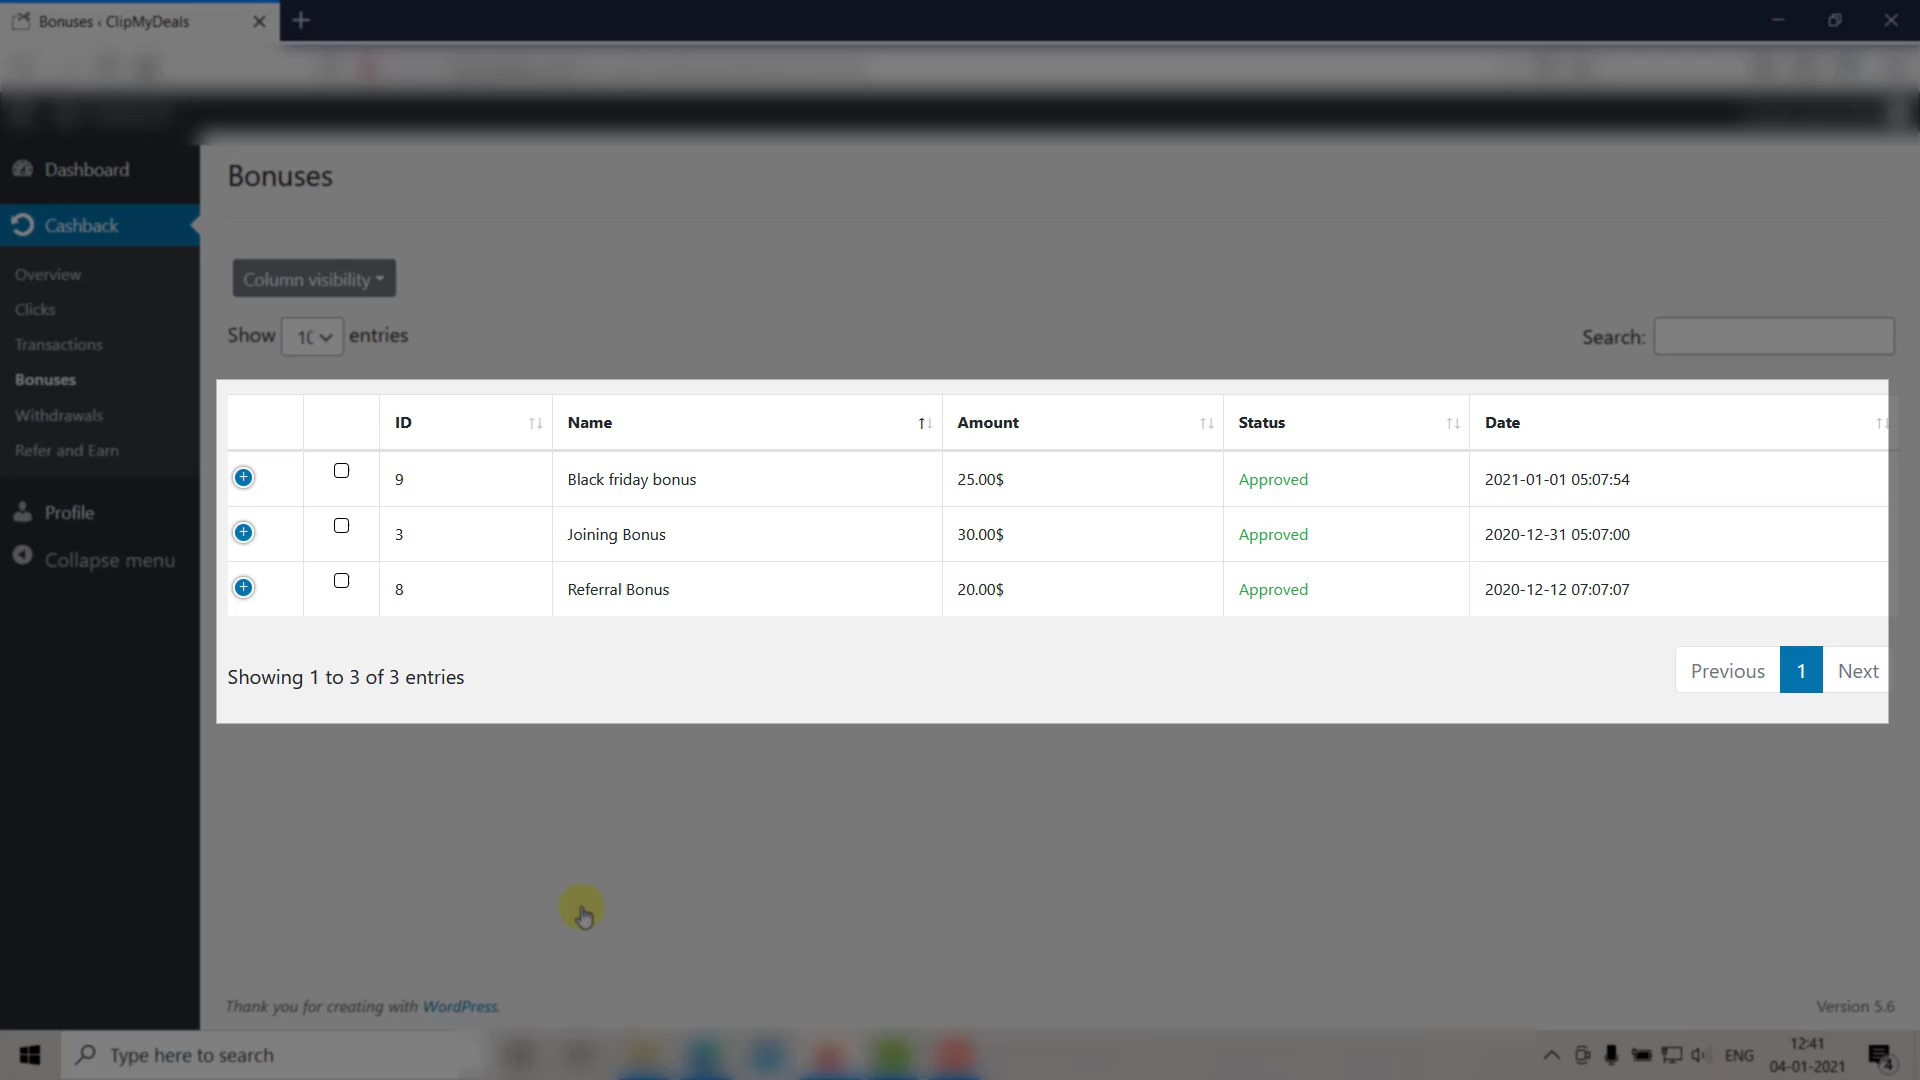 Bonuses ‹ ClipMyDeals
Dashboard
Cashback
Overview
Clicks
Transactions
Bonuses
Withdrawals
Refer and Earn
Profile
Collapse menu
Bonuses
Column visibility
Show 10 entries
Search:
ID Name Amount Status Date
9 Black friday bonus 25.00$ Approved 2021-01-01 05:07:54
3 Joining Bonus 30.00$ Approved 2020-12-31 05:07:00
8 Referral Bonus 20.00$ Approved 2020-12-12 07:07:07
Showing 1 to 3 of 3 entries
Previous 1 Next
Thank you for creating with WordPress.
Version 5.6
Type here to search
ENG
12:41
04-01-2021
4